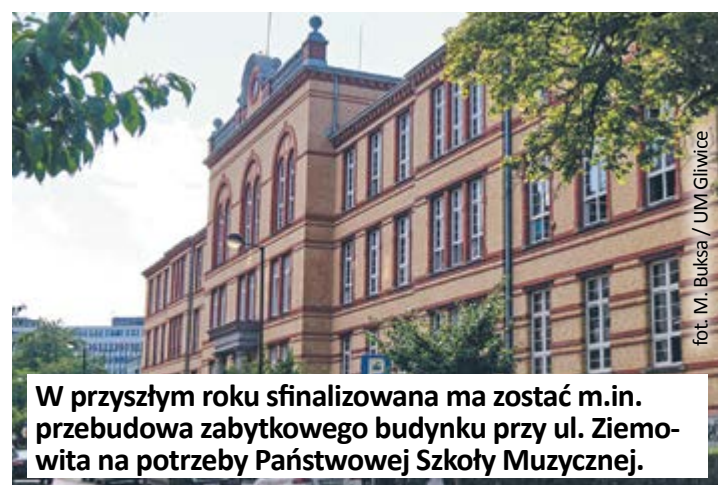 W przyszłym roku sfinalizowana ma zostać m.in.
przebudowa zabytkowego budynku przy ul. Ziemo-
wita na potrzeby Państwowej Szkoły Muzycznej.
fot. M. Buksa / UM Gliwice